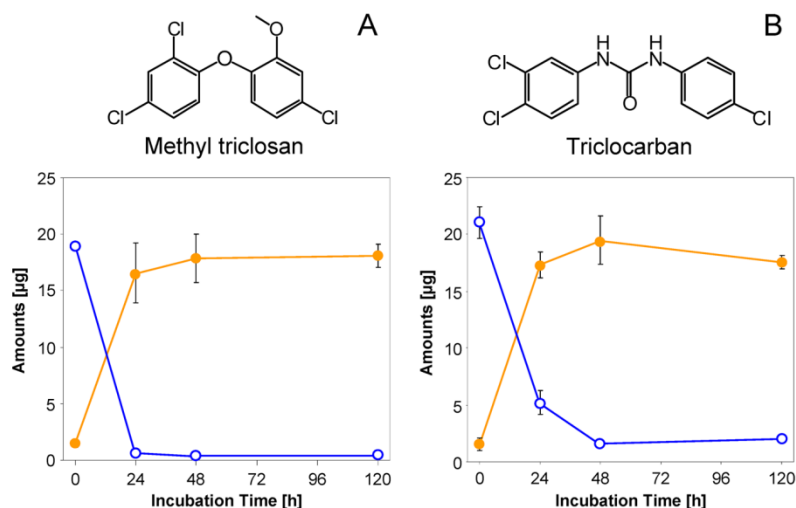 A
Cl
O
O
Cl
Cl
Methyl triclosan
B
H
H
Cl
N
N
Cl
O
Cl
Triclocarban
25
20
15
10
5
0
Amounts [µg]
0 24 48 72 96 120
Incubation Time [h]
25
20
15
10
5
0
Amounts [µg]
0 24 48 72 96 120
Incubation Time [h]